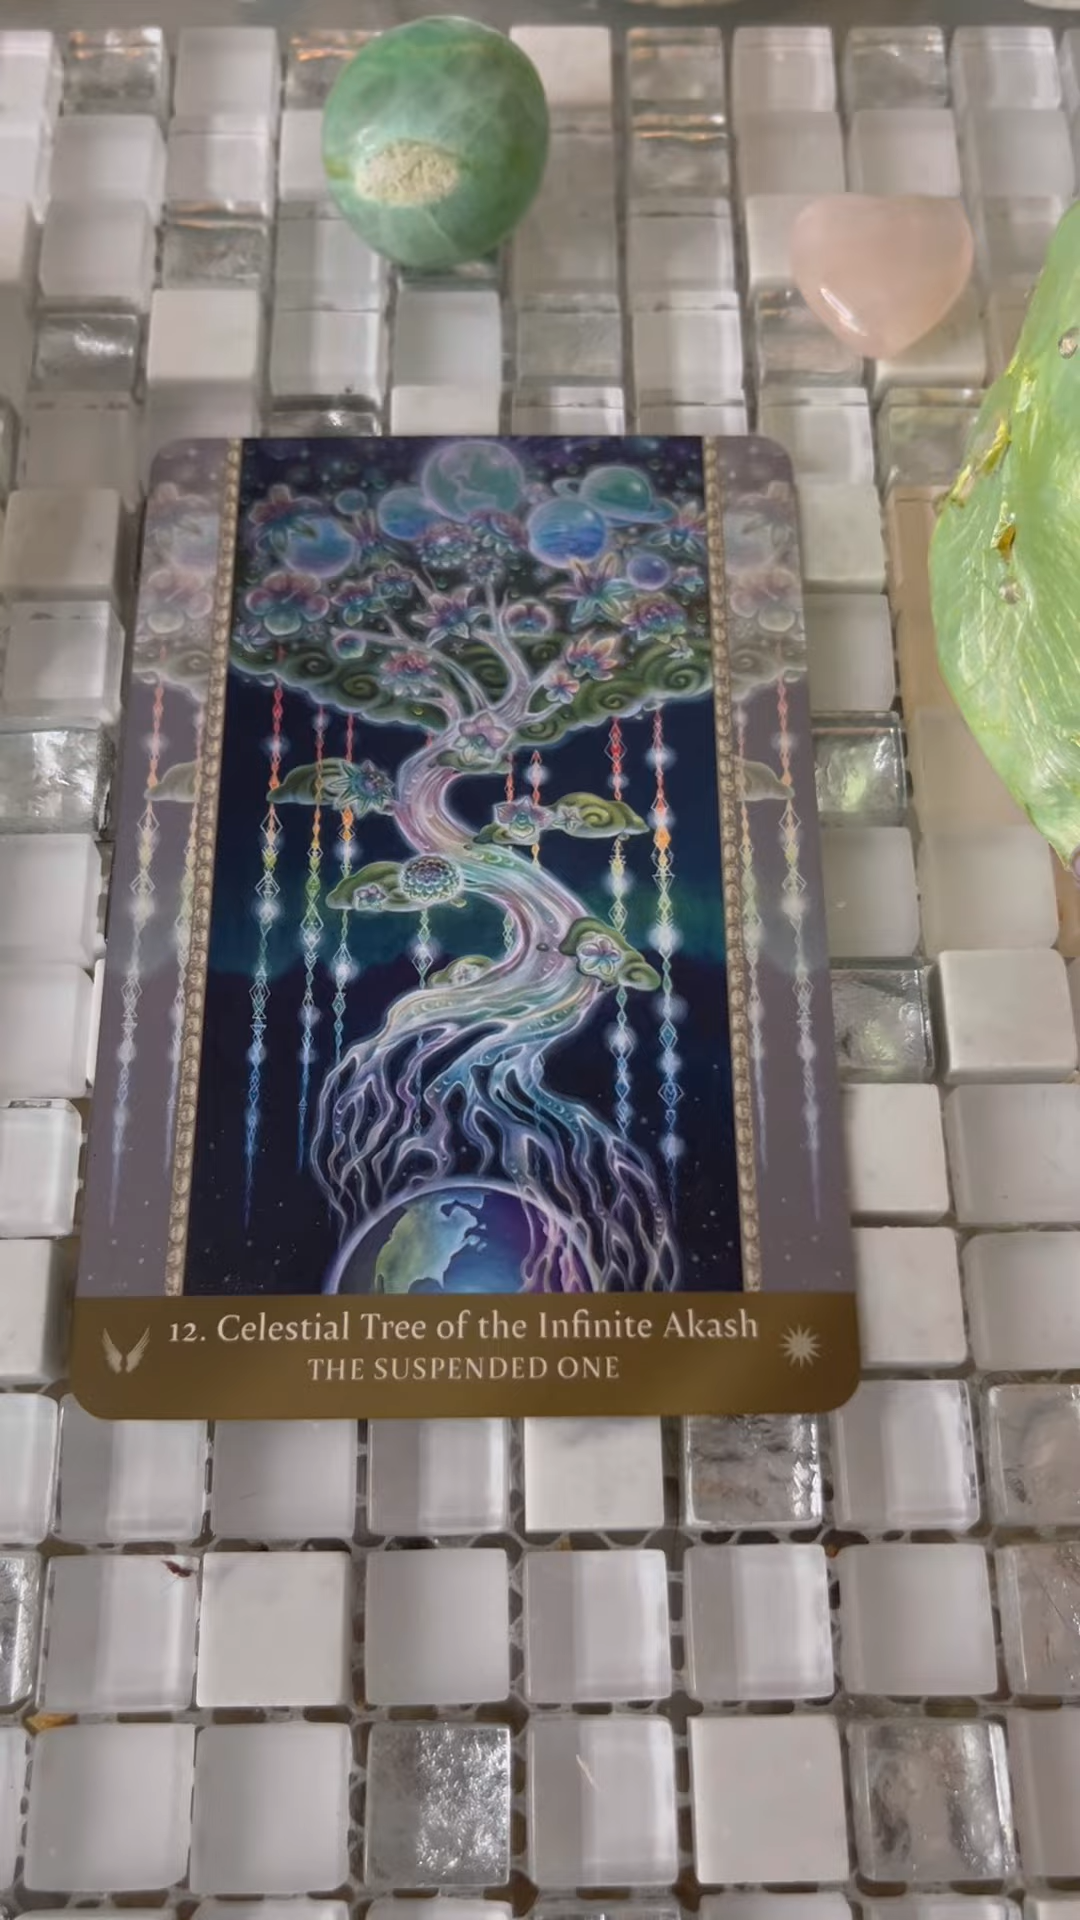 12. Celestial Tree of the Infinite Akash
THE SUSPENDED ONE